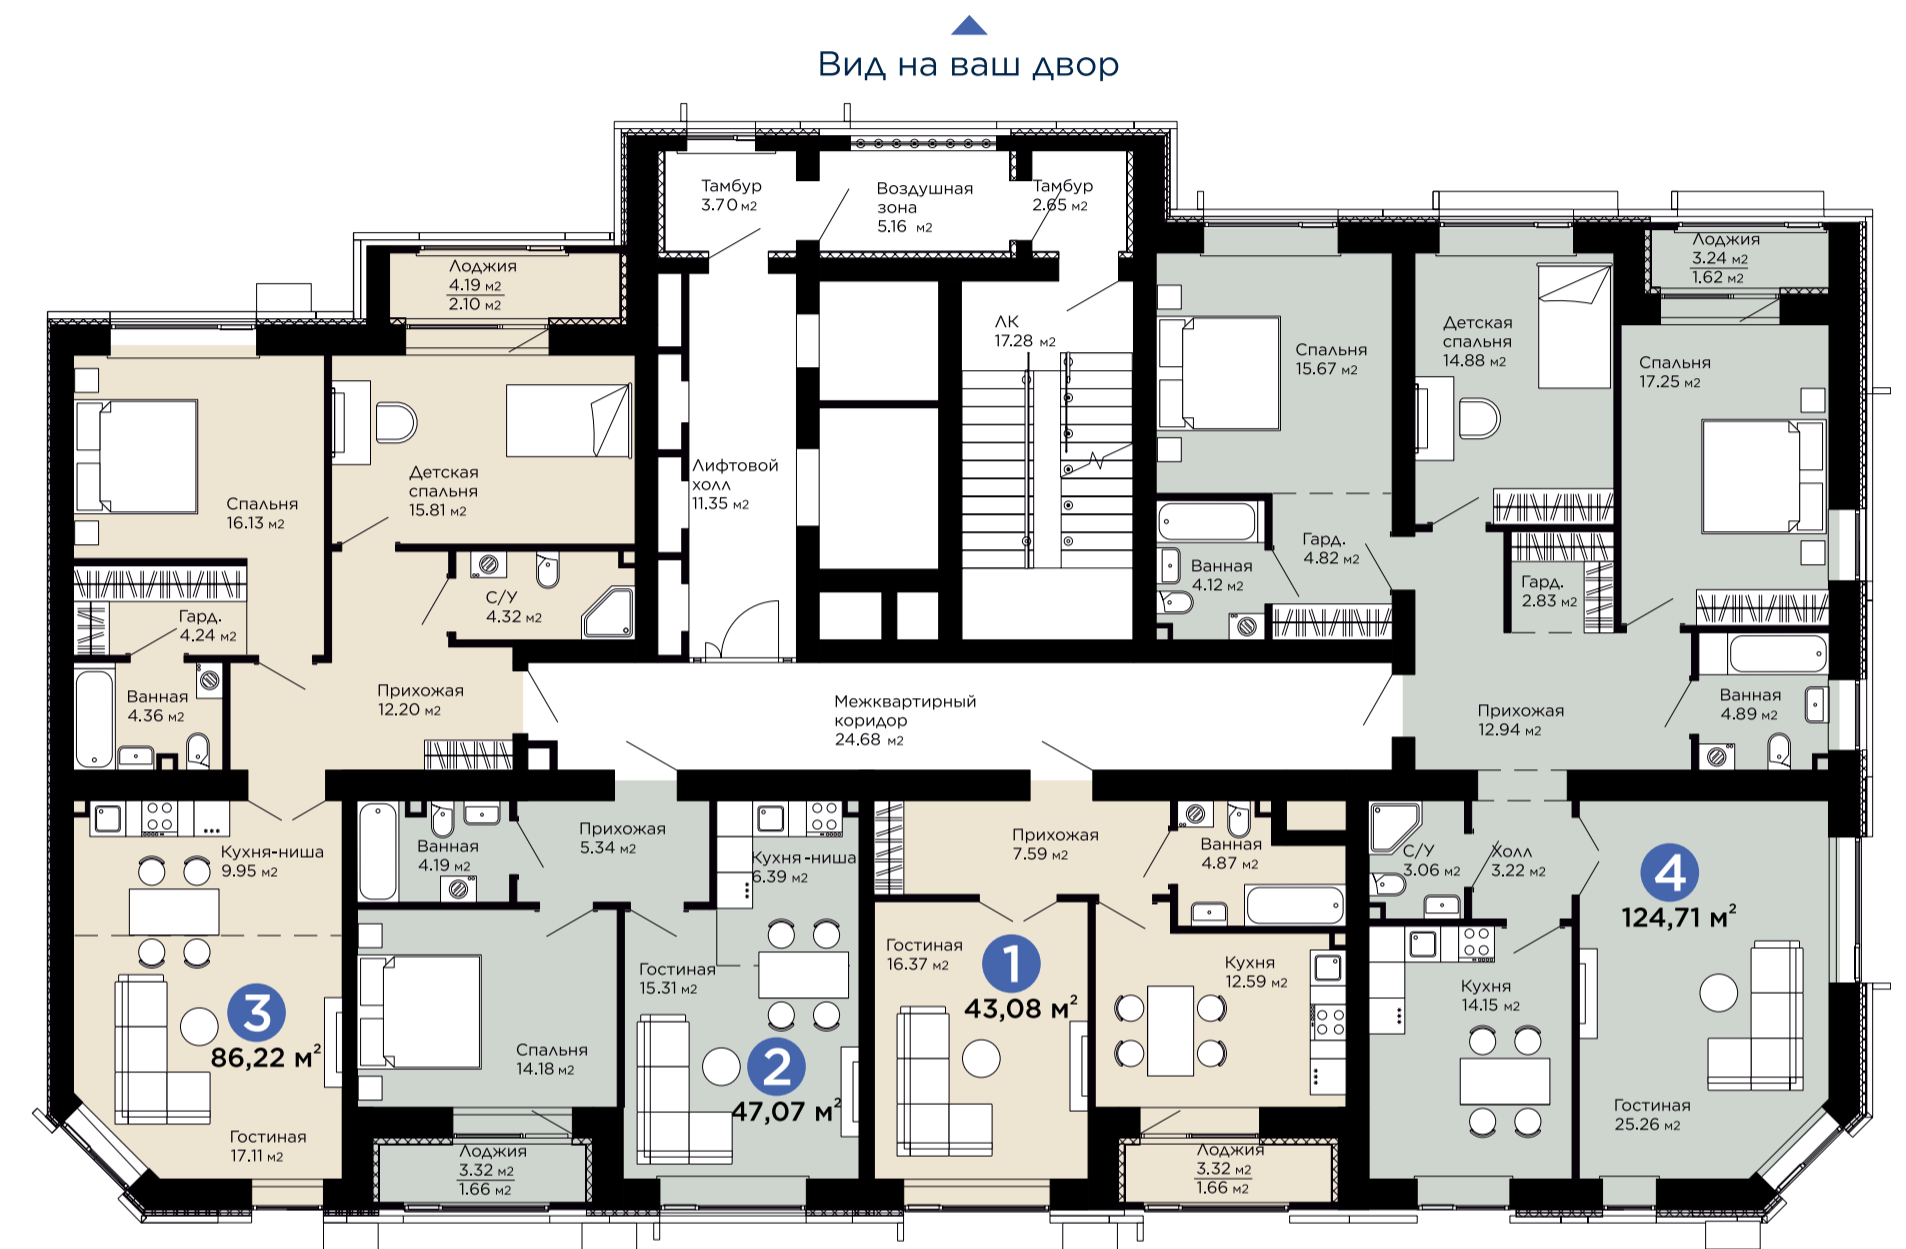 Вид на ваш двор
Тамбур
3.70 м2
Воздушная
зона
5.16 м2
Тамбур
2.65 м2
Лоджия
4.19 м2
2.10 м2
ЛК
17.28 м2
Лифтовой
холл
11.35 м2
Спальня
16.13 м2
Детская
спальня
15.81 м2
Гард.
4.24 м2
С/У
4.32 м2
Ванная
4.36 м2
Прихожая
12.20 м2
Межквартирный
коридор
24.68 м2
Спальня
15.67 м2
Детская
спальня
14.88 м2
Лоджия
3.24 м2
1.62 м2
Спальня
17.25 м2
Ванная
4.12 м2
Гард.
4.82 м2
Гард.
2.83 м2
Прихожая
12.94 м2
Ванная
4.89 м2
Кухня-ниша
9.95 м2
3
86,22 м²
Гостиная
17.11 м2
Ванная
4.19 м2
Прихожая
5.34 м2
Кухня-ниша
6.39 м2
Гостиная
15.31 м2
Спальня
14.18 м2
2
47,07 м²
Лоджия
3.32 м2
1.66 м2
Прихожая
7.59 м2
Ванная
4.87 м2
Гостиная
16.37 м2
1
43,08 м²
Кухня
12.59 м2
Лоджия
3.32 м2
1.66 м2
С/У
3.06 м2
Холл
3.22 м2
4
124,71 м²
Кухня
14.15 м2
Гостиная
25.26 м2